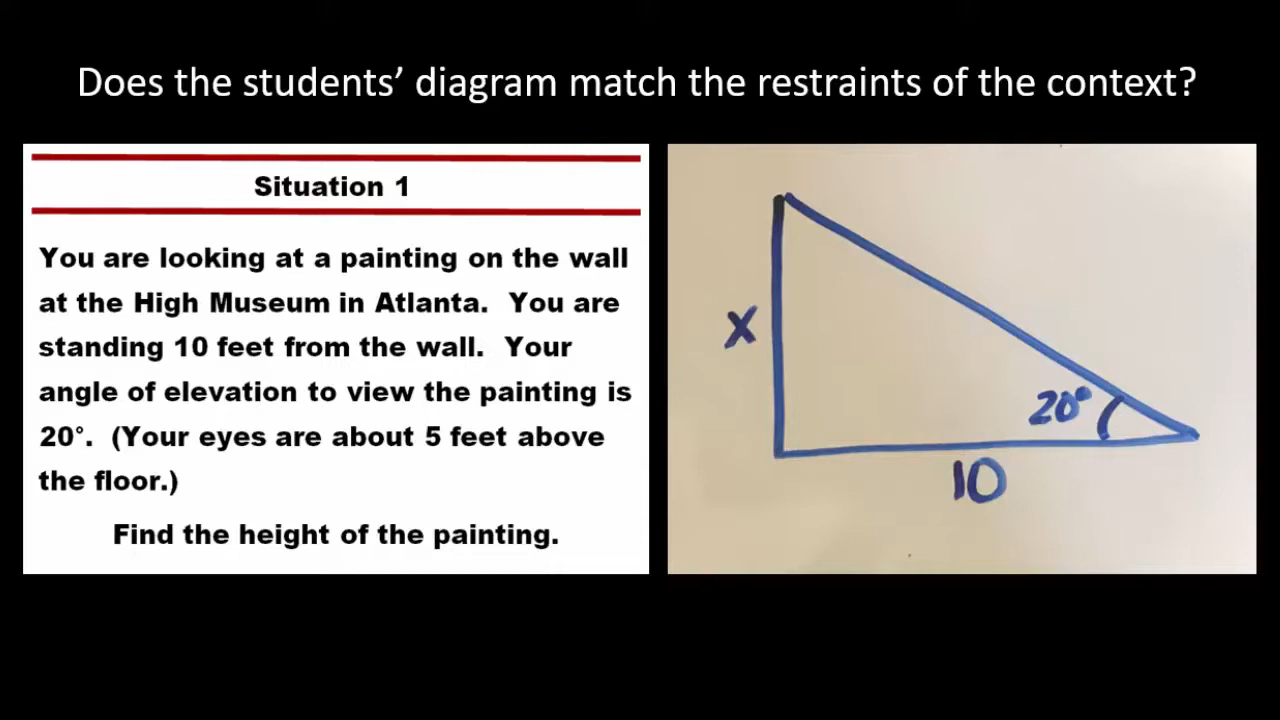 Does the students’ diagram match the restraints of the context?
Situation 1
You are looking at a painting on the wall
at the High Museum in Atlanta.  You are
standing 10 feet from the wall.  Your
angle of elevation to view the painting is
20°.  (Your eyes are about 5 feet above
the floor.)
Find the height of the painting.
x
20°
10